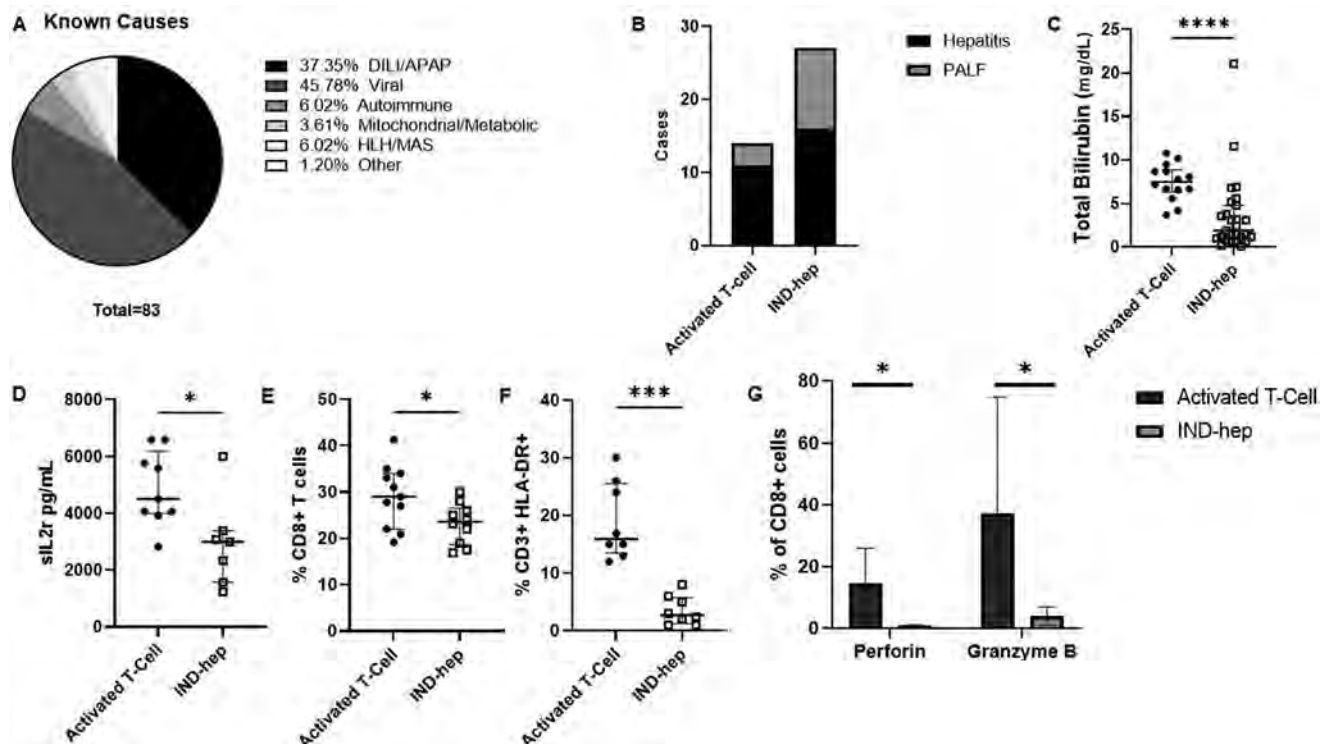 A Known Causes
37.35% DILI/APAP
45.78% Viral
6.02% Autoimmune
3.61% Mitochondrial/Metabolic
6.02% HLH/MAS
1.20% Other
Total=83
B
30
20
10
0
Cases
Activated T-cell
IND-hep
Hepatitis
PALF
C
****
25
20
15
10
5
0
Total Bilirubin (mg/dL)
Activated T-Cell
IND-hep
D
*
8000
6000
4000
2000
0
sIL2r pg/mL
Activated T-Cell
IND-hep
E
*
50
40
30
20
10
0
% CD8+ T cells
Activated T-Cell
IND-hep
F
***
40
30
20
10
0
% CD3+ HLA-DR+
Activated T-Cell
IND-hep
G
* *
80
60
40
20
0
% of CD8+ cells
Perforin Granzyme B
Activated T-Cell
IND-hep